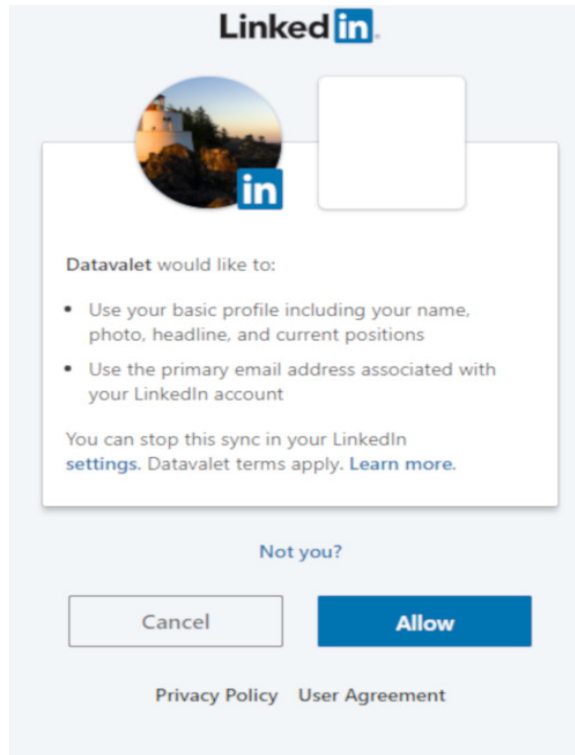 Linked in
in
Datavalet would like to:
• Use your basic profile including your name,
photo, headline, and current positions
• Use the primary email address associated with
your LinkedIn account
You can stop this sync in your LinkedIn
settings. Datavalet terms apply. Learn more.
Not you?
Cancel
Allow
Privacy Policy User Agreement